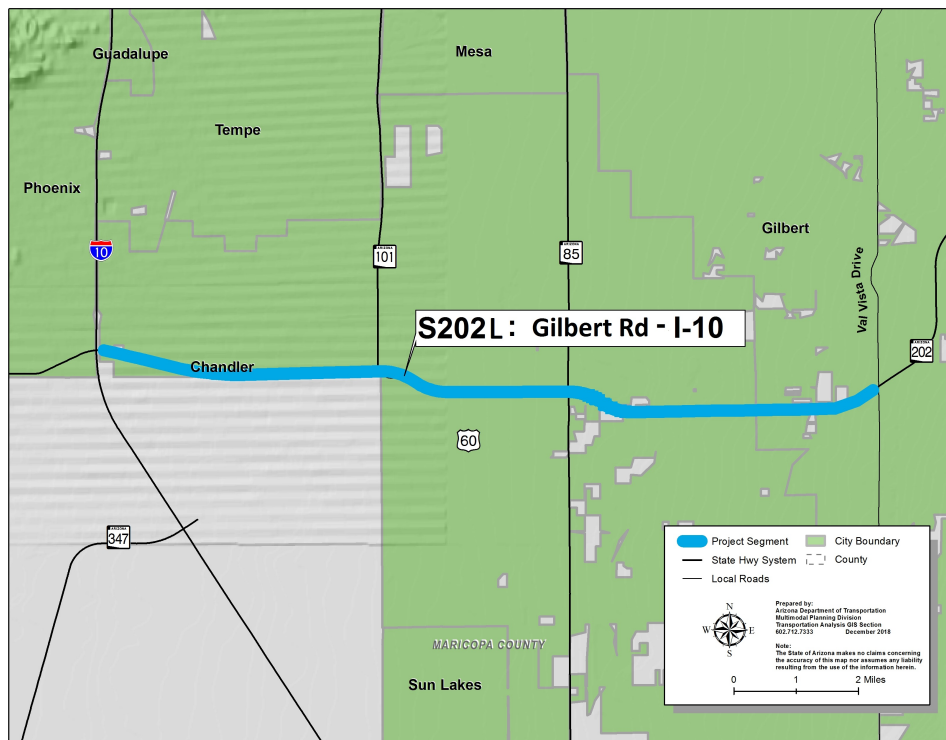 Guadalupe
Mesa
Tempe
Phoenix
Gilbert
10
ARIZONA
101
ARIZONA
85
Val Vista Drive
S202L: Gilbert Rd - I-10
ARIZONA
202
Chandler
60
ARIZONA
347
MARICOPA COUNTY
Sun Lakes
Project Segment
City Boundary
State Hwy System
County
Local Roads
N
W E
S
Prepared by:
Arizona Department of Transportation
Multimodal Planning Division
Transportation Analysis GIS Section
602.712.7333 December 2018
Note:
The State of Arizona makes no claims concerning
the accuracy of this map nor assumes any liability
resulting from the use of the information herein.
0 1 2 Miles